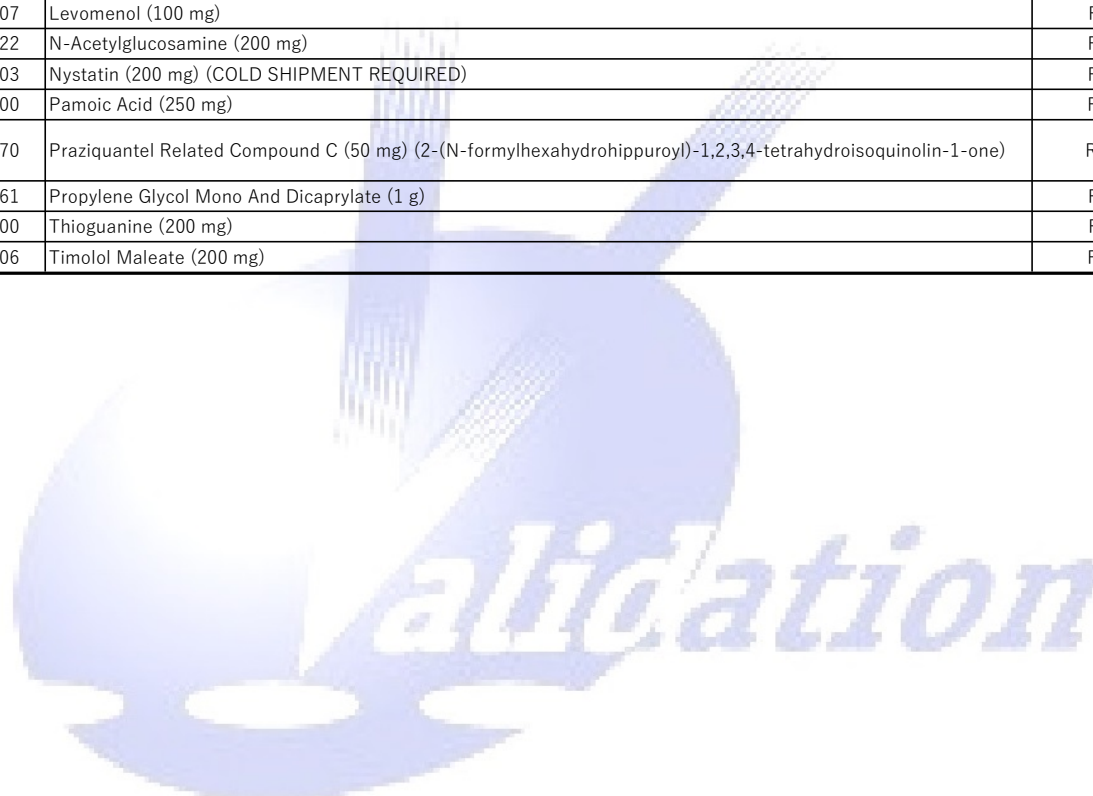 07 Levomenol (100 mg) F
22 N-Acetylglucosamine (200 mg) F
03 Nystatin (200 mg) (COLD SHIPMENT REQUIRED) F
00 Pamoic Acid (250 mg) F
70 Praziquantel Related Compound C (50 mg) (2-(N-formylhexahydrohippuroyl)-1,2,3,4-tetrahydroisoquinolin-1-one) R
61 Propylene Glycol Mono And Dicaprylate (1 g) F
00 Thioguanine (200 mg) F
06 Timolol Maleate (200 mg) F
Validation